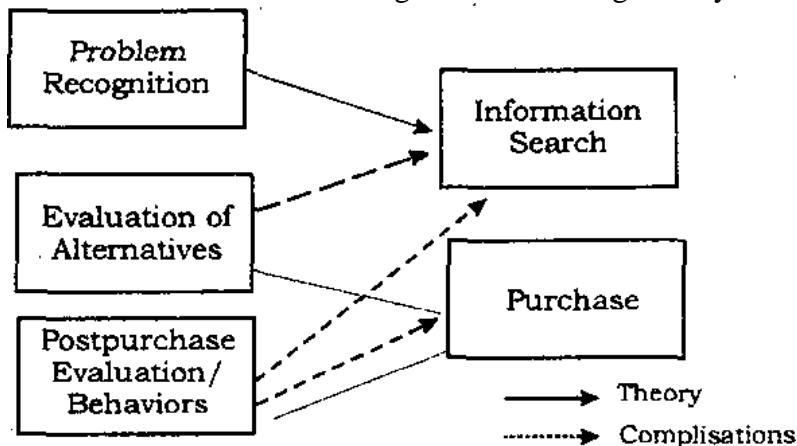 Problem
Recognition
Information
Search
Evaluation of
Alternatives
Purchase
Postpurchase
Evaluation/
Behaviors
Theory
Complisations